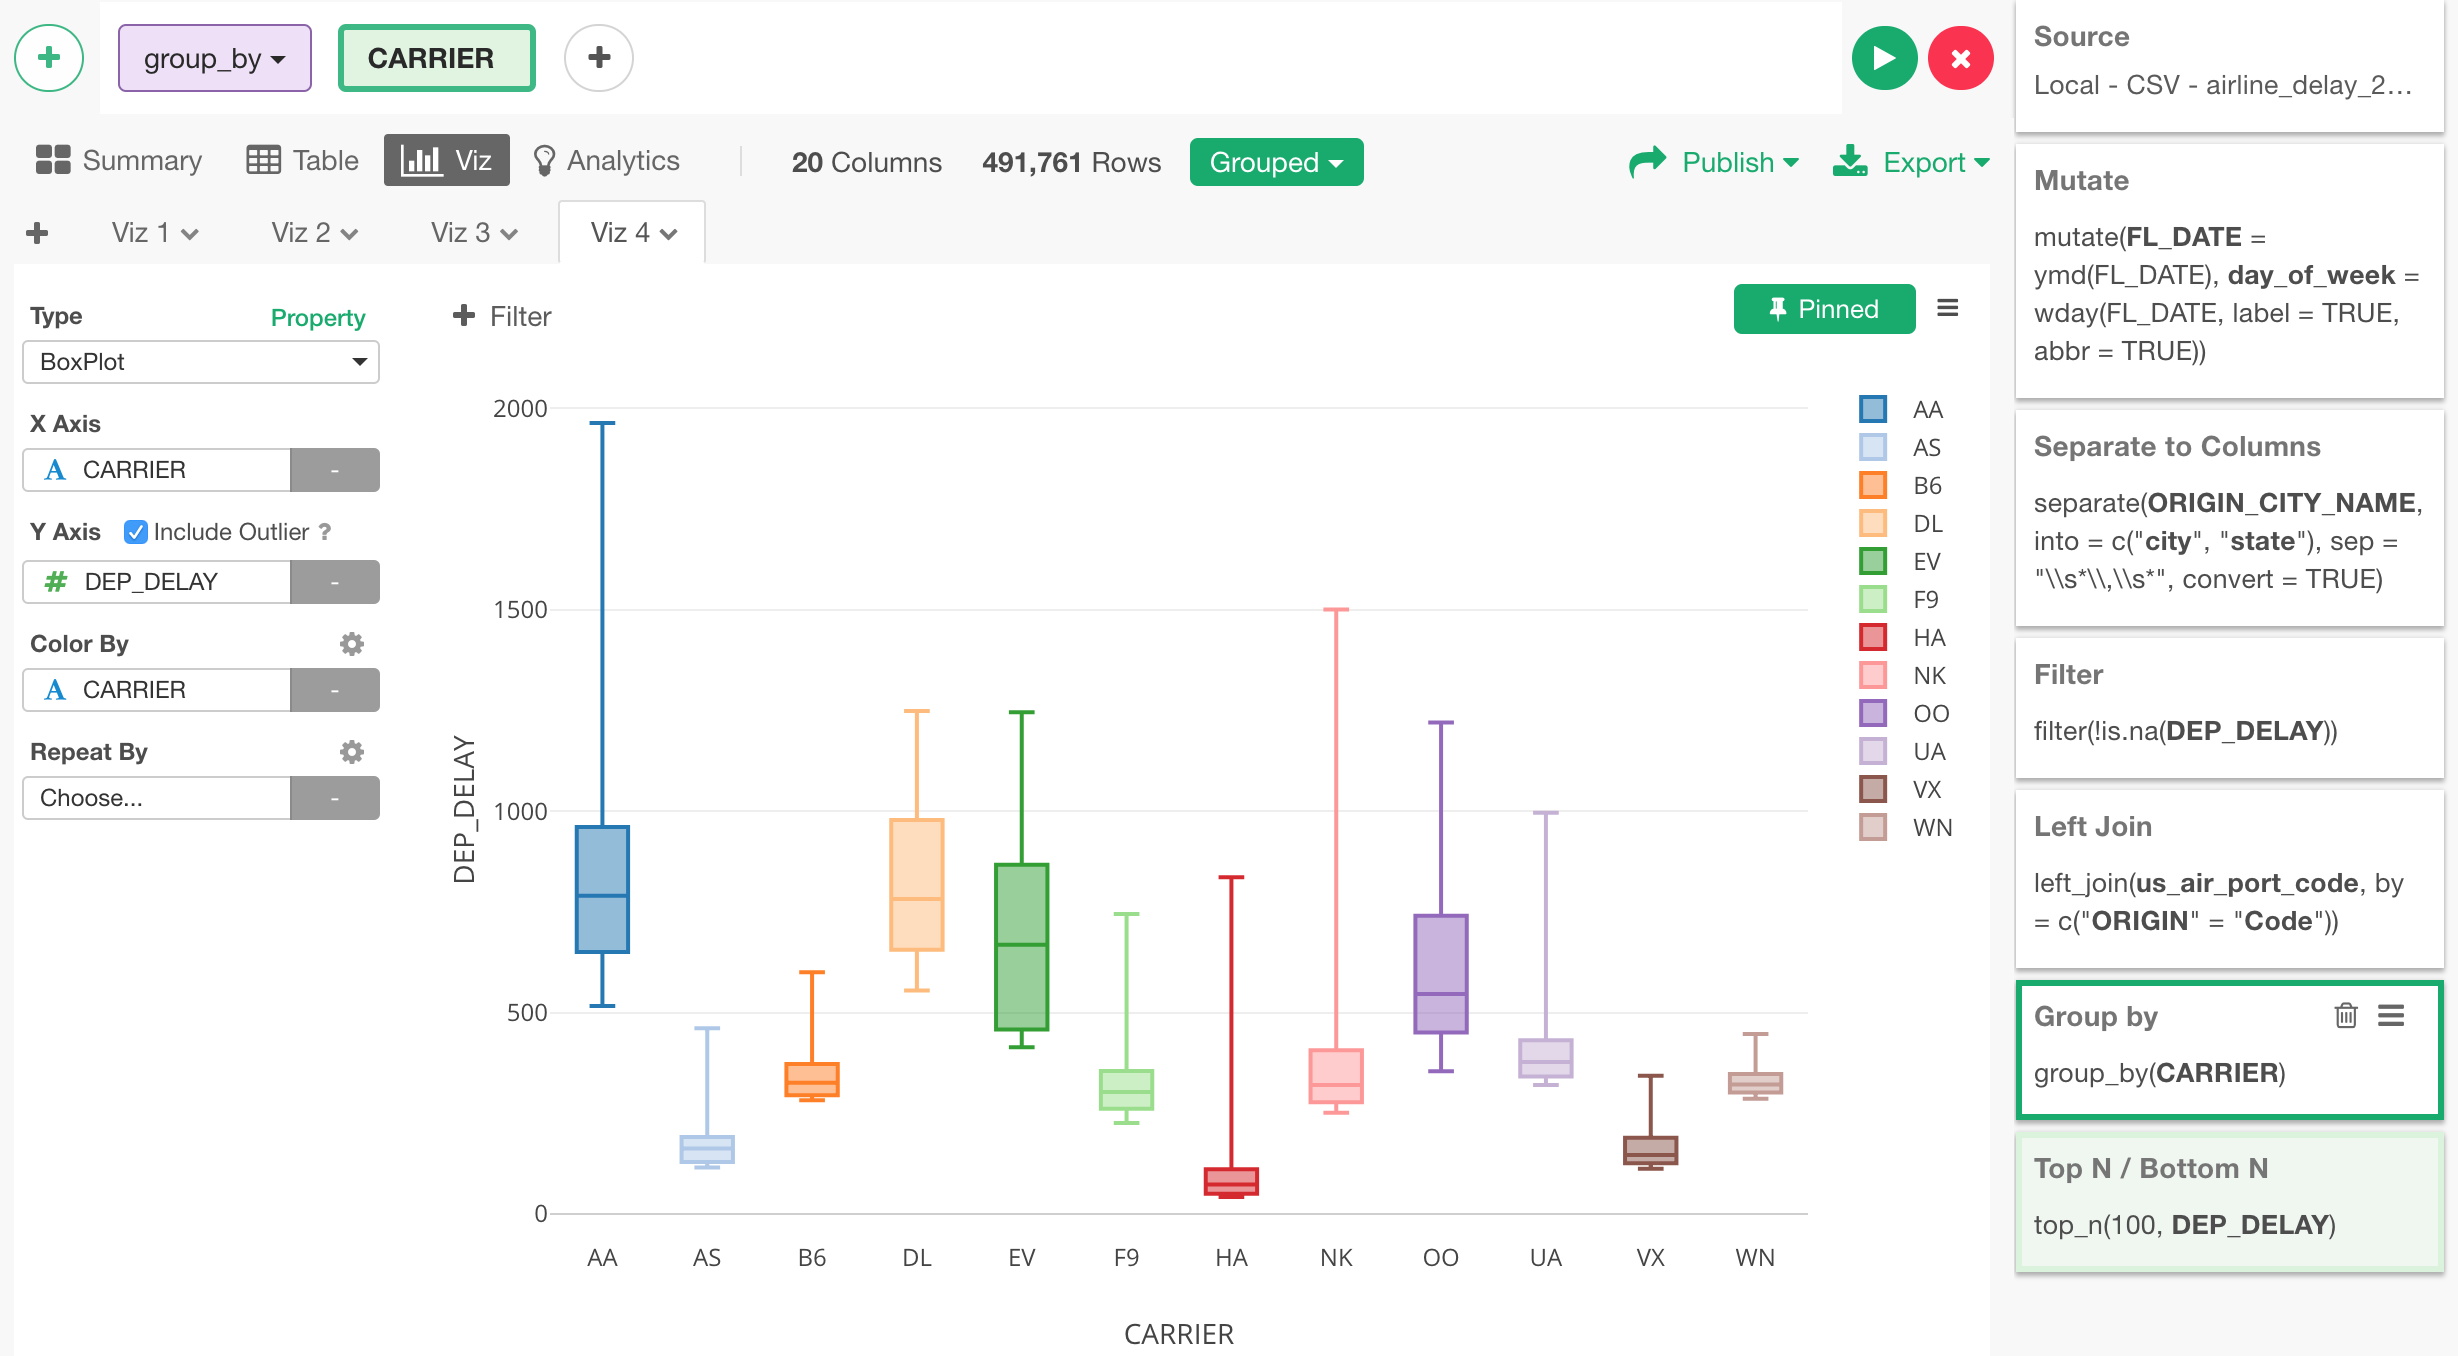 group_by CARRIER
Summary Table Viz Analytics 20 Columns 491,761 Rows Grouped Publish Export
Viz 1 Viz 2 Viz 3 Viz 4
Type Property
BoxPlot
X Axis
A CARRIER -
Y Axis Include Outlier ?
# DEP_DELAY -
Color By
A CARRIER -
Repeat By
Choose... -
+ Filter
Pinned
DEP_DELAY
2000
1500
1000
500
0
AA AS B6 DL EV F9 HA NK OO UA VX WN
CARRIER
AA
AS
B6
DL
EV
F9
HA
NK
OO
UA
VX
WN
Source
Local - CSV - airline_delay_2...
Mutate
mutate(FL_DATE =
ymd(FL_DATE), day_of_week =
wday(FL_DATE, label = TRUE,
abbr = TRUE))
Separate to Columns
separate(ORIGIN_CITY_NAME,
into = c("city", "state"), sep =
"\\s*\\,\\s*", convert = TRUE)
Filter
filter(!is.na(DEP_DELAY))
Left Join
left_join(us_air_port_code, by
= c("ORIGIN" = "Code"))
Group by
group_by(CARRIER)
Top N / Bottom N
top_n(100, DEP_DELAY)